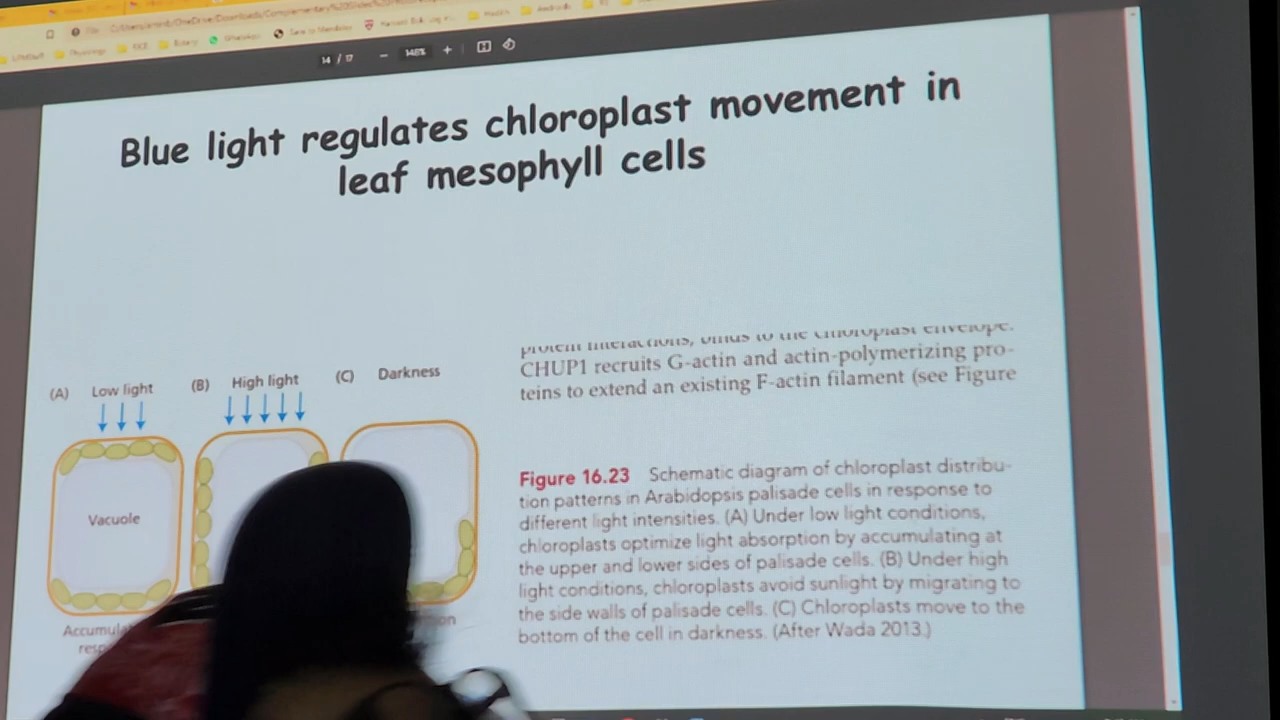 14 / 17
148%
Blue light regulates chloroplast movement in
leaf mesophyll cells
protein interactions, binds to the chloroplast envelope.
CHUP1 recruits G-actin and actin-polymerizing pro-
teins to extend an existing F-actin filament (see Figure
(A) Low light
(B) High light
(C) Darkness
Vacuole
Figure 16.23 Schematic diagram of chloroplast distribu-
tion patterns in Arabidopsis palisade cells in response to
different light intensities. (A) Under low light conditions,
chloroplasts optimize light absorption by accumulating at
the upper and lower sides of palisade cells. (B) Under high
light conditions, chloroplasts avoid sunlight by migrating to
the side walls of palisade cells. (C) Chloroplasts move to the
bottom of the cell in darkness. (After Wada 2013.)